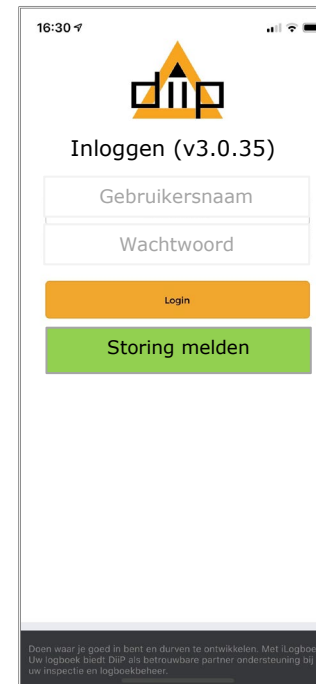 16:30
diip
Inloggen (v3.0.35)
Gebruikersnaam
Wachtwoord
Login
Storing melden
Doen waar je goed in bent en durven te ontwikkelen. Met iLogboe
Uw logboek biedt DiiP als betrouwbare partner ondersteuning bij
uw inspectie en logboekbeheer.